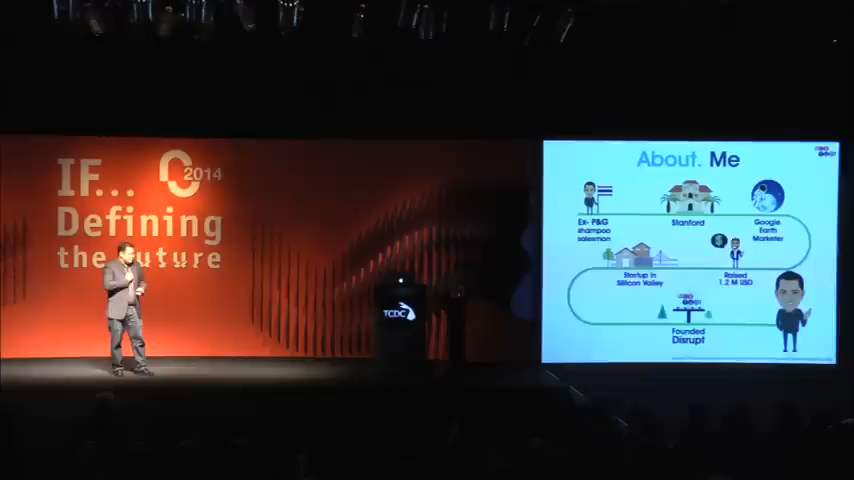 IF...
2014
Defining
the Future
TCDC
About. Me
Ex- P&G
shampoo
salesman
Stanford
Google
Earth
Marketer
Startup in
Silicon Valley
Raised
1.2 M USD
Founded
Disrupt